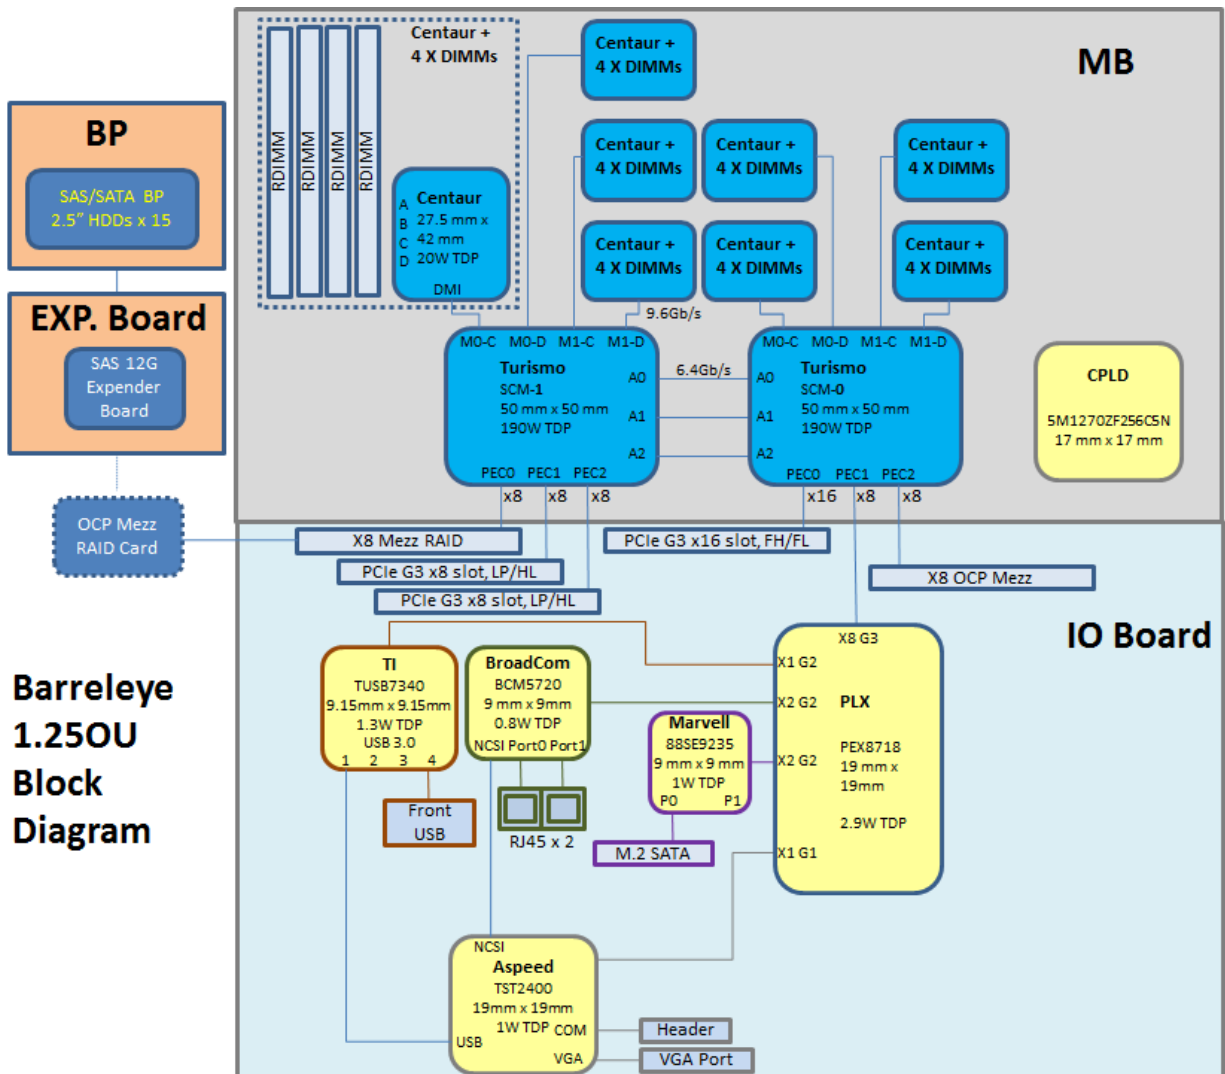 MB
Centaur +
4 X DIMMs
RDIMM
RDIMM
RDIMM
RDIMM
A
B
C
D
Centaur
27.5 mm x
42 mm
20W TDP
DMI
Centaur +
4 X DIMMs
Centaur +
4 X DIMMs
Centaur +
4 X DIMMs
Centaur +
4 X DIMMs
Centaur +
4 X DIMMs
Centaur +
4 X DIMMs
Centaur +
4 X DIMMs
BP
SAS/SATA BP
2.5” HDDs x 15
EXP. Board
SAS 12G
Expender
Board
OCP Mezz
RAID Card
9.6Gb/s
M0-C M0-D M1-C M1-D
Turismo
SCM-1
50 mm x 50 mm
190W TDP
A0
A1
A2
PEC0 PEC1 PEC2
x8 x8 x8
6.4Gb/s
M0-C M0-D M1-C M1-D
Turismo
SCM-0
50 mm x 50 mm
190W TDP
A0
A1
A2
PEC0 PEC1 PEC2
x16 x8 x8
CPLD
5M1270ZF256C5N
17 mm x 17 mm
X8 Mezz RAID
PCIe G3 x8 slot, LP/HL
PCIe G3 x8 slot, LP/HL
PCIe G3 x16 slot, FH/FL
X8 OCP Mezz
IO Board
TI
TUSB7340
9.15mm x 9.15mm
1.3W TDP
USB 3.0
1 2 3 4
Front
USB
BroadCom
BCM5720
9 mm x 9mm
0.8W TDP
NCSI Port0 Port1
RJ45 x 2
Marvell
88SE9235
9 mm x 9 mm
1W TDP
P0 P1
M.2 SATA
X8 G3
X1 G2
X2 G2
PLX
X2 G2
PEX8718
19 mm x
19mm
2.9W TDP
X1 G1
NCSI
Aspeed
TST2400
19mm x 19mm
1W TDP
COM
USB
VGA
Header
VGA Port
Barreleye
1.25OU
Block
Diagram